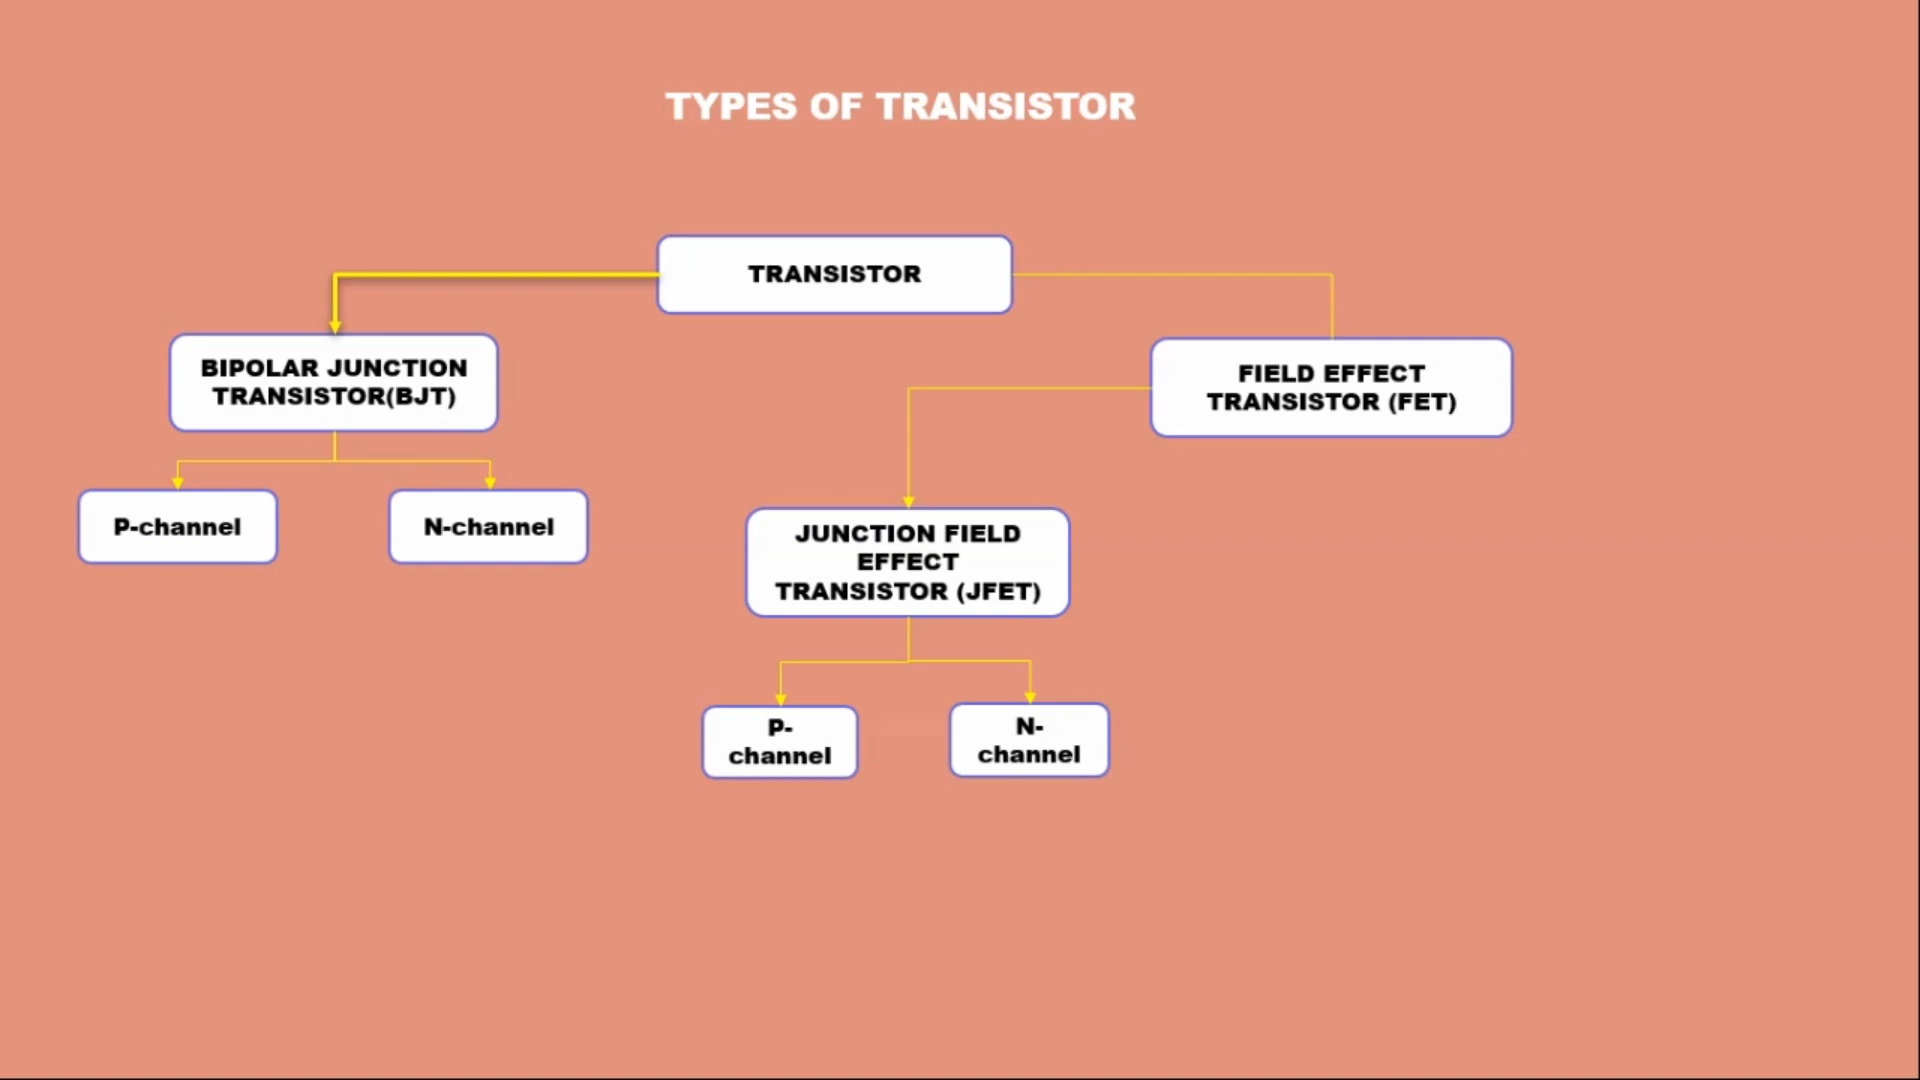 TYPES OF TRANSISTOR
TRANSISTOR
BIPOLAR JUNCTION
TRANSISTOR(BJT)
FIELD EFFECT
TRANSISTOR (FET)
P-channel
N-channel
JUNCTION FIELD
EFFECT
TRANSISTOR (JFET)
P-
channel
N-
channel